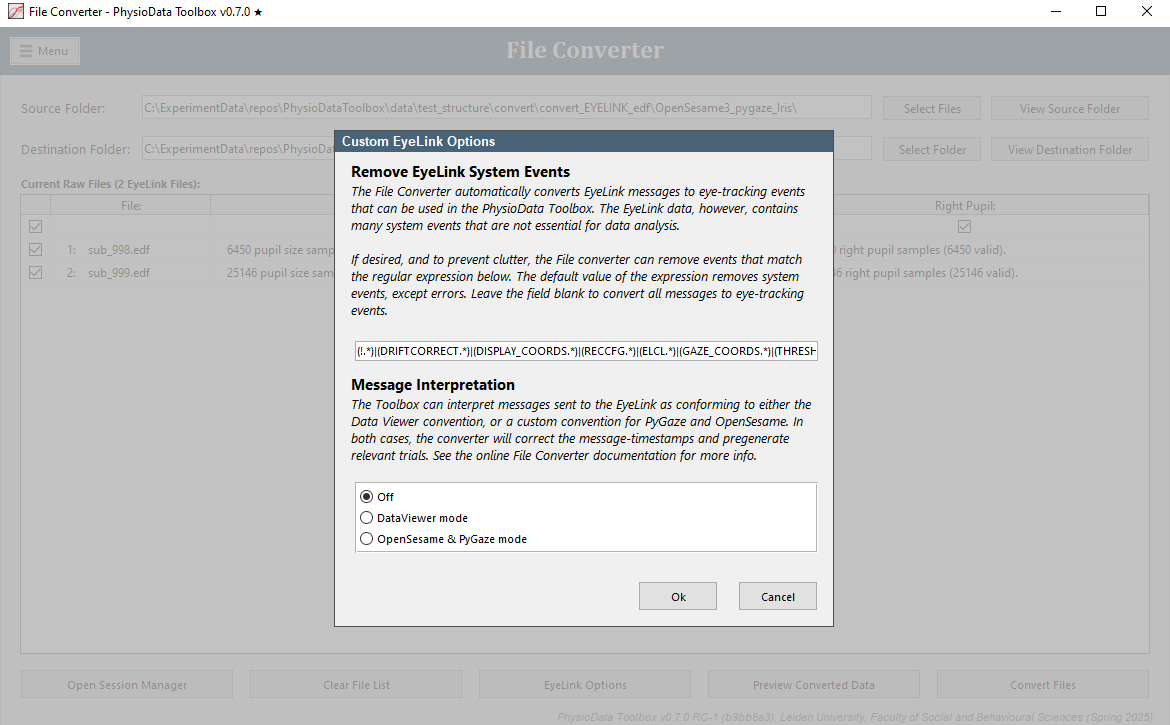 File Converter - PhysioData Toolbox v0.7.0 ★
Menu
File Converter
Source Folder:
C:\ExperimentData\repos\PhysioDataToolbox\data\test_structure\convert\convert_EYELINK_edf\OpenSesame3_pygaze_Iris\
Select Files
View Source Folder
Destination Folder:
C:\ExperimentData\repos\PhysioDat
Select Folder
View Destination Folder
Current Raw Files (2 EyeLink Files):
File:
Right Pupil:
1: sub_998.edf
6450 pupil size sam
right pupil samples (6450 valid).
2: sub_999.edf
25146 pupil size sam
right pupil samples (25146 valid).
Custom EyeLink Options
Remove EyeLink System Events
The File Converter automatically converts EyeLink messages to eye-tracking events
that can be used in the PhysioData Toolbox. The EyeLink data, however, contains
many system events that are not essential for data analysis.
If desired, and to prevent clutter, the File converter can remove events that match
the regular expression below. The default value of the expression removes system
events, except errors. Leave the field blank to convert all messages to eye-tracking
events.
(!.*)|(DRIFTCORRECT.*)|(DISPLAY_COORDS.*)|(RECCFG.*)|(ELCL.*)|(GAZE_COORDS.*)|(THRESH
Message Interpretation
The Toolbox can interpret messages sent to the EyeLink as conforming to either the
Data Viewer convention, or a custom convention for PyGaze and OpenSesame. In
both cases, the converter will correct the message-timestamps and pregenerate
relevant trials. See the online File Converter documentation for more info.
Off
DataViewer mode
OpenSesame & PyGaze mode
Ok
Cancel
Open Session Manager
Clear File List
EyeLink Options
Preview Converted Data
Convert Files
PhysioData Toolbox v0.7.0 RC-1 (b9bb6a3). Leiden University, Faculty of Social and Behavioural Sciences (Spring 2025).